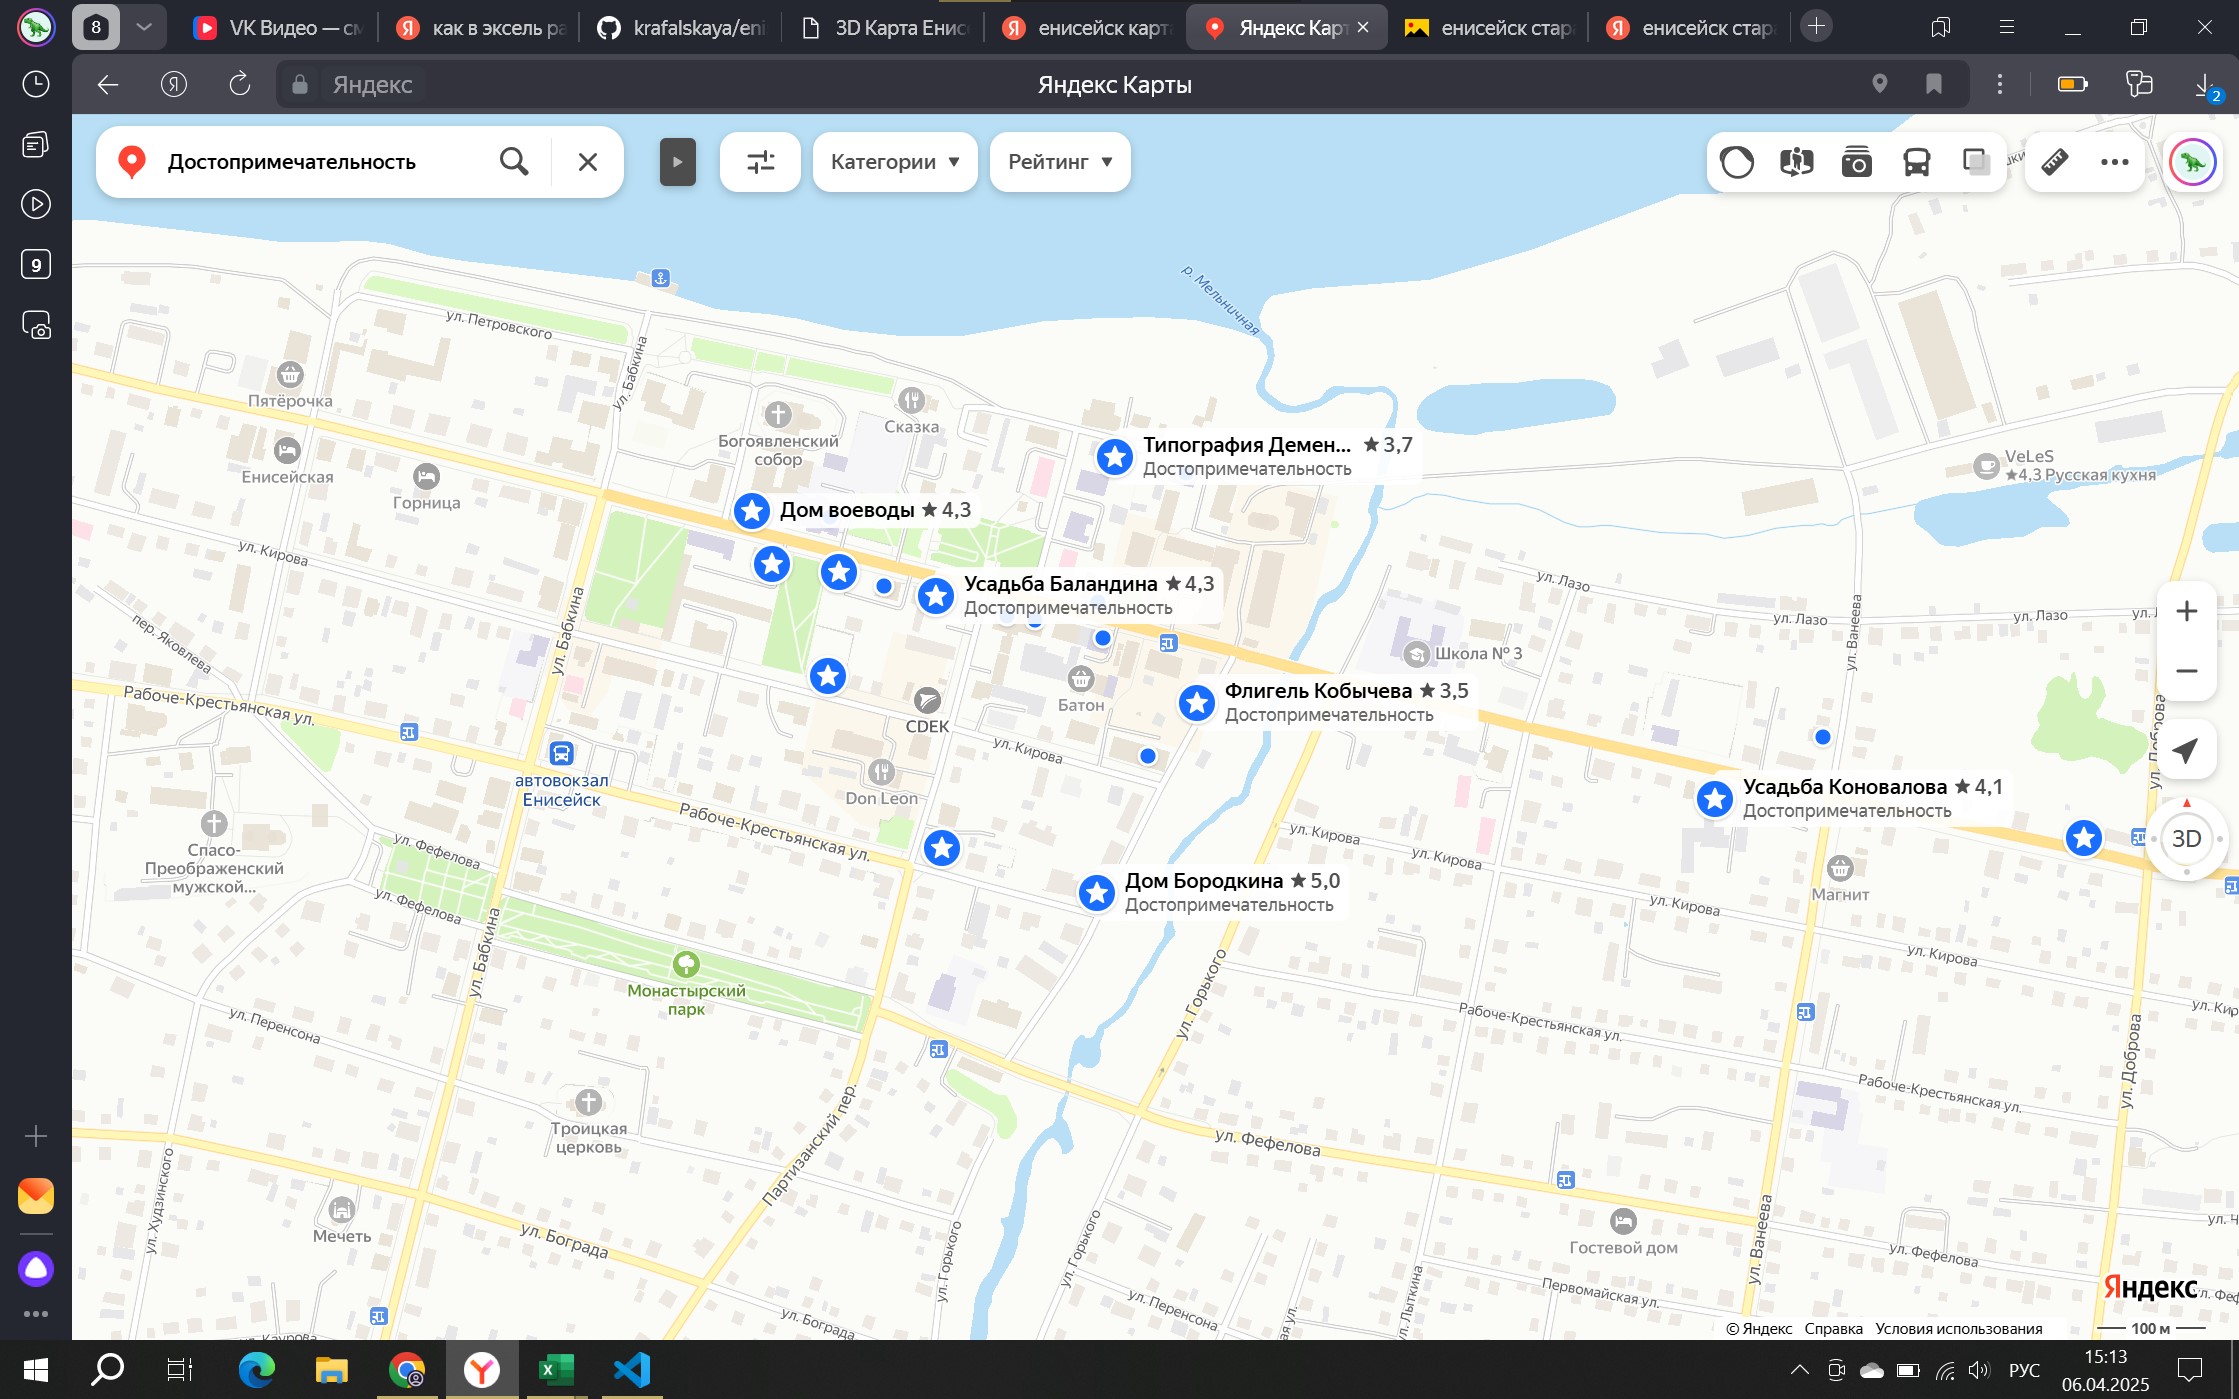 8
VK Видео — см
как в эксель ра
krafalskaya/eni
3D Карта Енис
енисейск карт
Яндекс Карт
енисейск стар
енисейск стар
Яндекс
Яндекс Карты
2
9
Достопримечательность
Категории
Рейтинг
р. Мельничная
ул. Петровского
ул. Бабкина
Пятёрочка
Енисейская
Горница
Богоявленский
собор
Сказка
Типография Демен... ★ 3,7
Достопримечательность
VeLeS
★4,3 Русская кухня
Дом воеводы ★ 4,3
ул. Кирова
пер. Яковлева
ул. Бабкина
Усадьба Баландина ★ 4,3
Достопримечательность
ул. Лазо
ул. Лазо
ул. Лазо
ул. Ванеева
Школа № 3
Рабоче-Крестьянская ул.
CDEK
Батон
Флигель Кобычева ★ 3,5
Достопримечательность
ул. Кирова
автовокзал
Енисейск
Don Leon
Рабоче-Крестьянская ул.
Усадьба Коновалова ★ 4,1
Достопримечательность
ул. Доброва
3D
Спасо-
Преображенский
мужской...
ул. Фефелова
ул. Фефелова
ул. Кирова
ул. Кирова
Дом Бородкина ★ 5,0
Достопримечательность
Магнит
ул. Кирова
ул. Кирова
ул. Кир
ул. Бабкина
Монастырский
парк
ул. Горького
Рабоче-Крестьянская ул.
ул. Перенсона
Рабоче-Крестьянская ул.
ул. Доброва
Троицкая
церковь
Партизанский пер.
ул. Фефелова
ул. Худзинского
Мечеть
ул. Бограда
ул. Горького
ул. Горького
Гостевой дом
ул. Ванеева
ул. Фефелова
ул. Ч
Первомайская ул.
ул. Перенсона
ул. Лыткина
ул. Бограда
ул. Каурова
Яндекс
ул. Феф
© Яндекс Справка Условия использования
100 м
РУС
15:13
06.04.2025